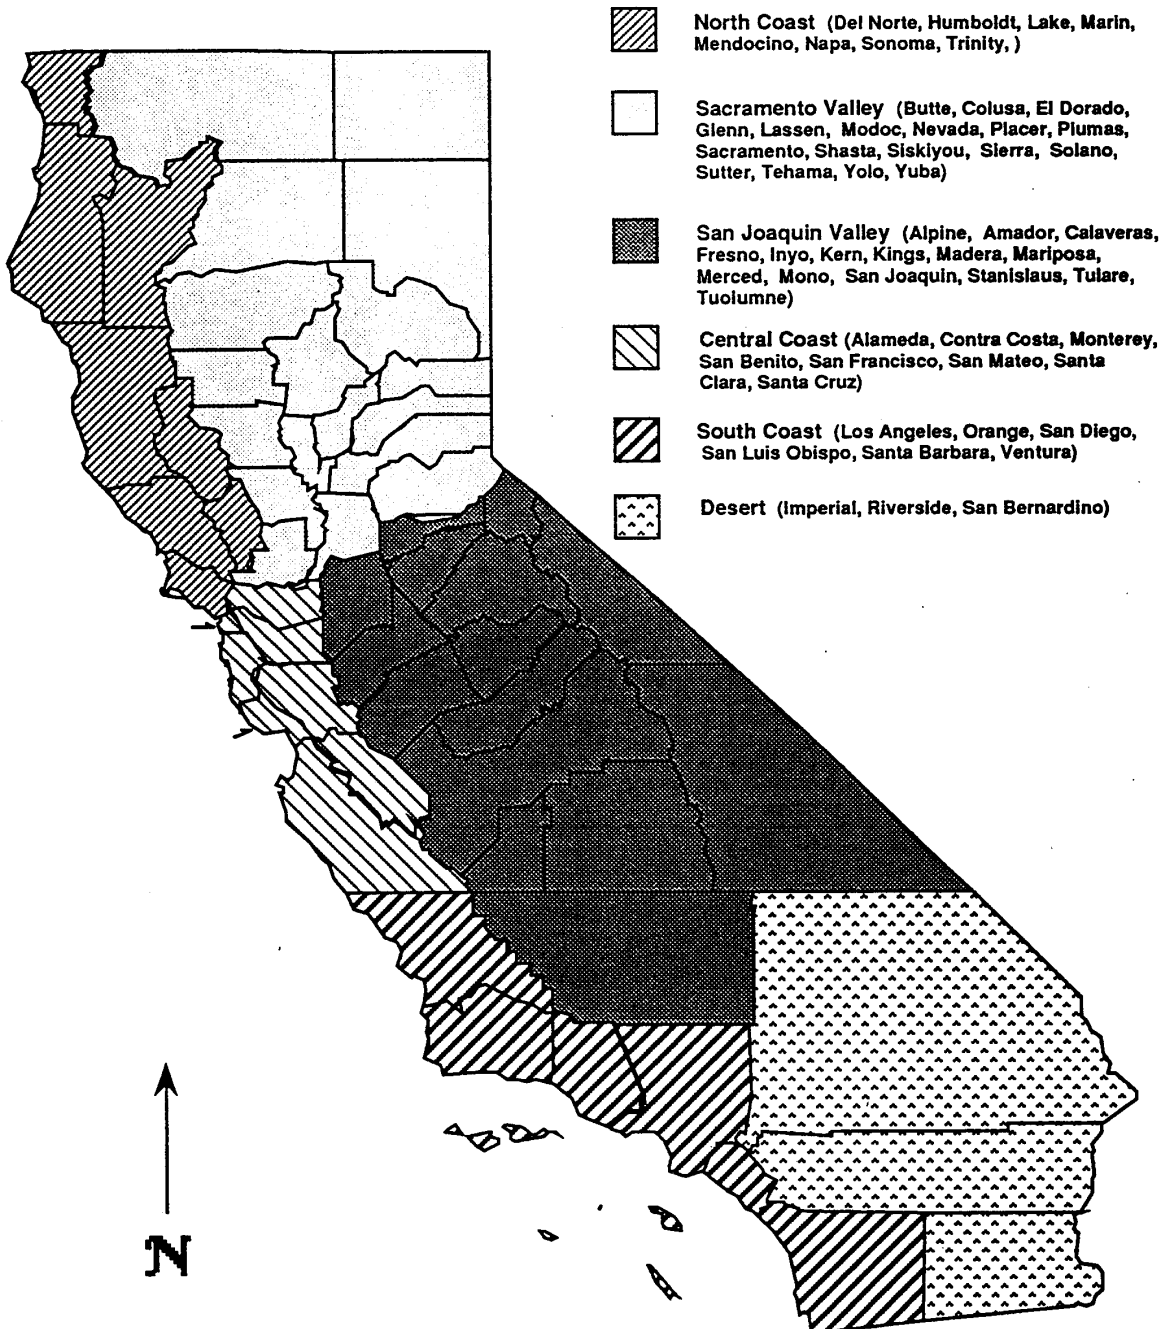 North Coast (Del Norte, Humboldt, Lake, Marin,
Mendocino, Napa, Sonoma, Trinity, )
Sacramento Valley (Butte, Colusa, El Dorado,
Glenn, Lassen, Modoc, Nevada, Placer, Plumas,
Sacramento, Shasta, Siskiyou, Sierra, Solano,
Sutter, Tehama, Yolo, Yuba)
San Joaquin Valley (Alpine, Amador, Calaveras,
Fresno, Inyo, Kern, Kings, Madera, Mariposa,
Merced, Mono, San Joaquin, Stanislaus, Tulare,
Tuolumne)
Central Coast (Alameda, Contra Costa, Monterey,
San Benito, San Francisco, San Mateo, Santa
Clara, Santa Cruz)
South Coast (Los Angeles, Orange, San Diego,
San Luis Obispo, Santa Barbara, Ventura)
Desert (Imperial, Riverside, San Bernardino)
N